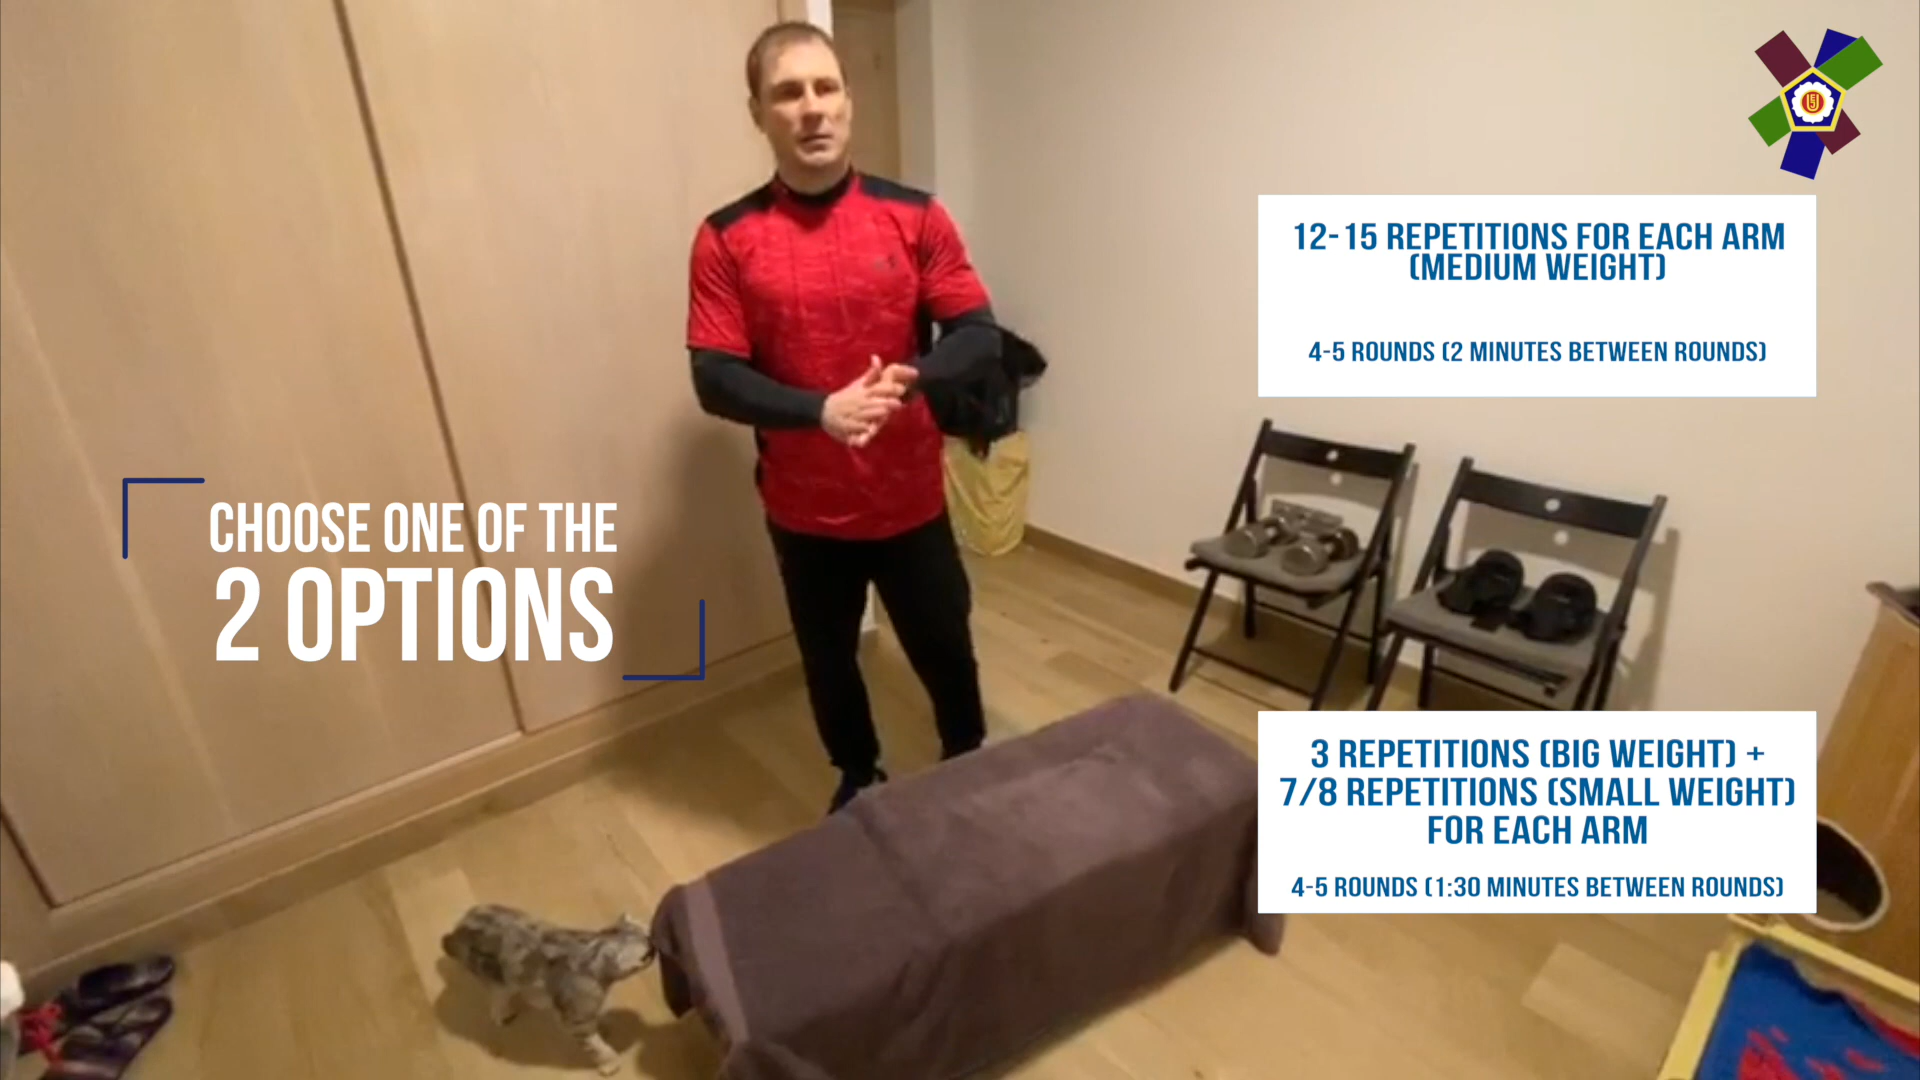 CHOOSE ONE OF THE
2 OPTIONS
12-15 REPETITIONS FOR EACH ARM
(MEDIUM WEIGHT)
4-5 ROUNDS (2 MINUTES BETWEEN ROUNDS)
3 REPETITIONS (BIG WEIGHT) +
7/8 REPETITIONS (SMALL WEIGHT)
FOR EACH ARM
4-5 ROUNDS (1:30 MINUTES BETWEEN ROUNDS)